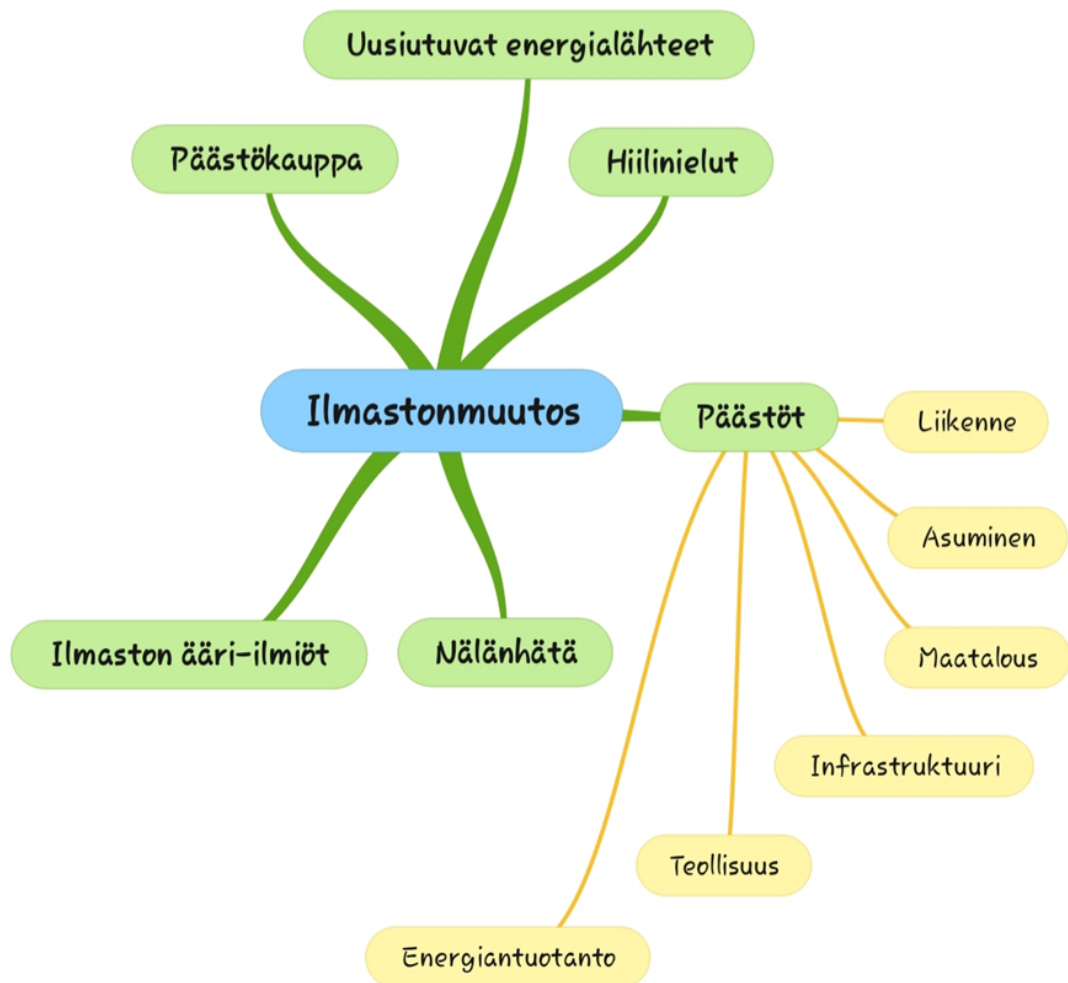 Uusiutuvat energialähteet
Päästökauppa
Hiilinielut
Ilmastonmuutos
Päästöt
Liikenne
Asuminen
Ilmaston ääri-ilmiöt
Nälänhätä
Maatalous
Infrastruktuuri
Teollisuus
Energiantuotanto